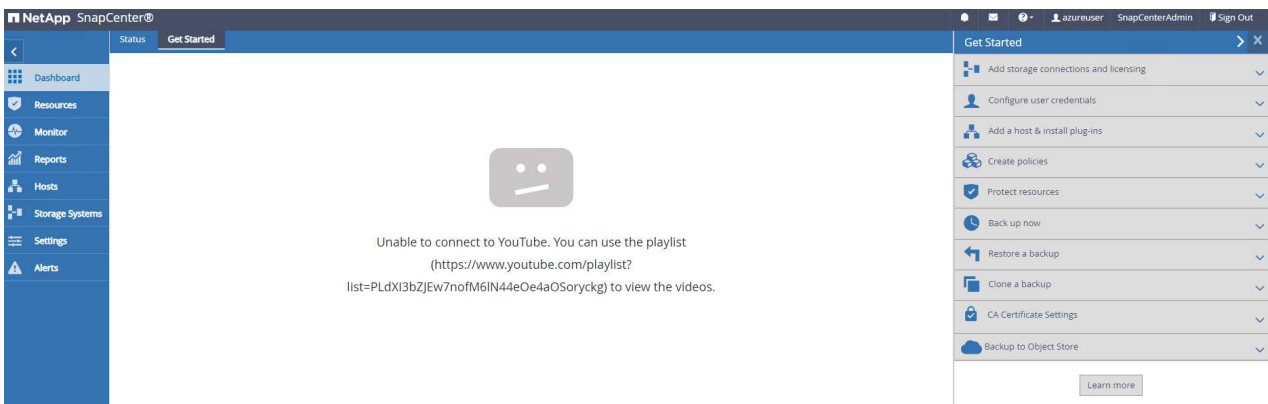 NetApp SnapCenter®
azureuser SnapCenterAdmin Sign Out
Status Get Started
Dashboard
Resources
Monitor
Reports
Hosts
Storage Systems
Settings
Alerts
Unable to connect to YouTube. You can use the playlist
(https://www.youtube.com/playlist?
list=PLdXI3bZJEw7nofM6lN44eOe4aOSoryckg) to view the videos.
Get Started
Add storage connections and licensing
Configure user credentials
Add a host & install plug-ins
Create policies
Protect resources
Back up now
Restore a backup
Clone a backup
CA Certificate Settings
Backup to Object Store
Learn more